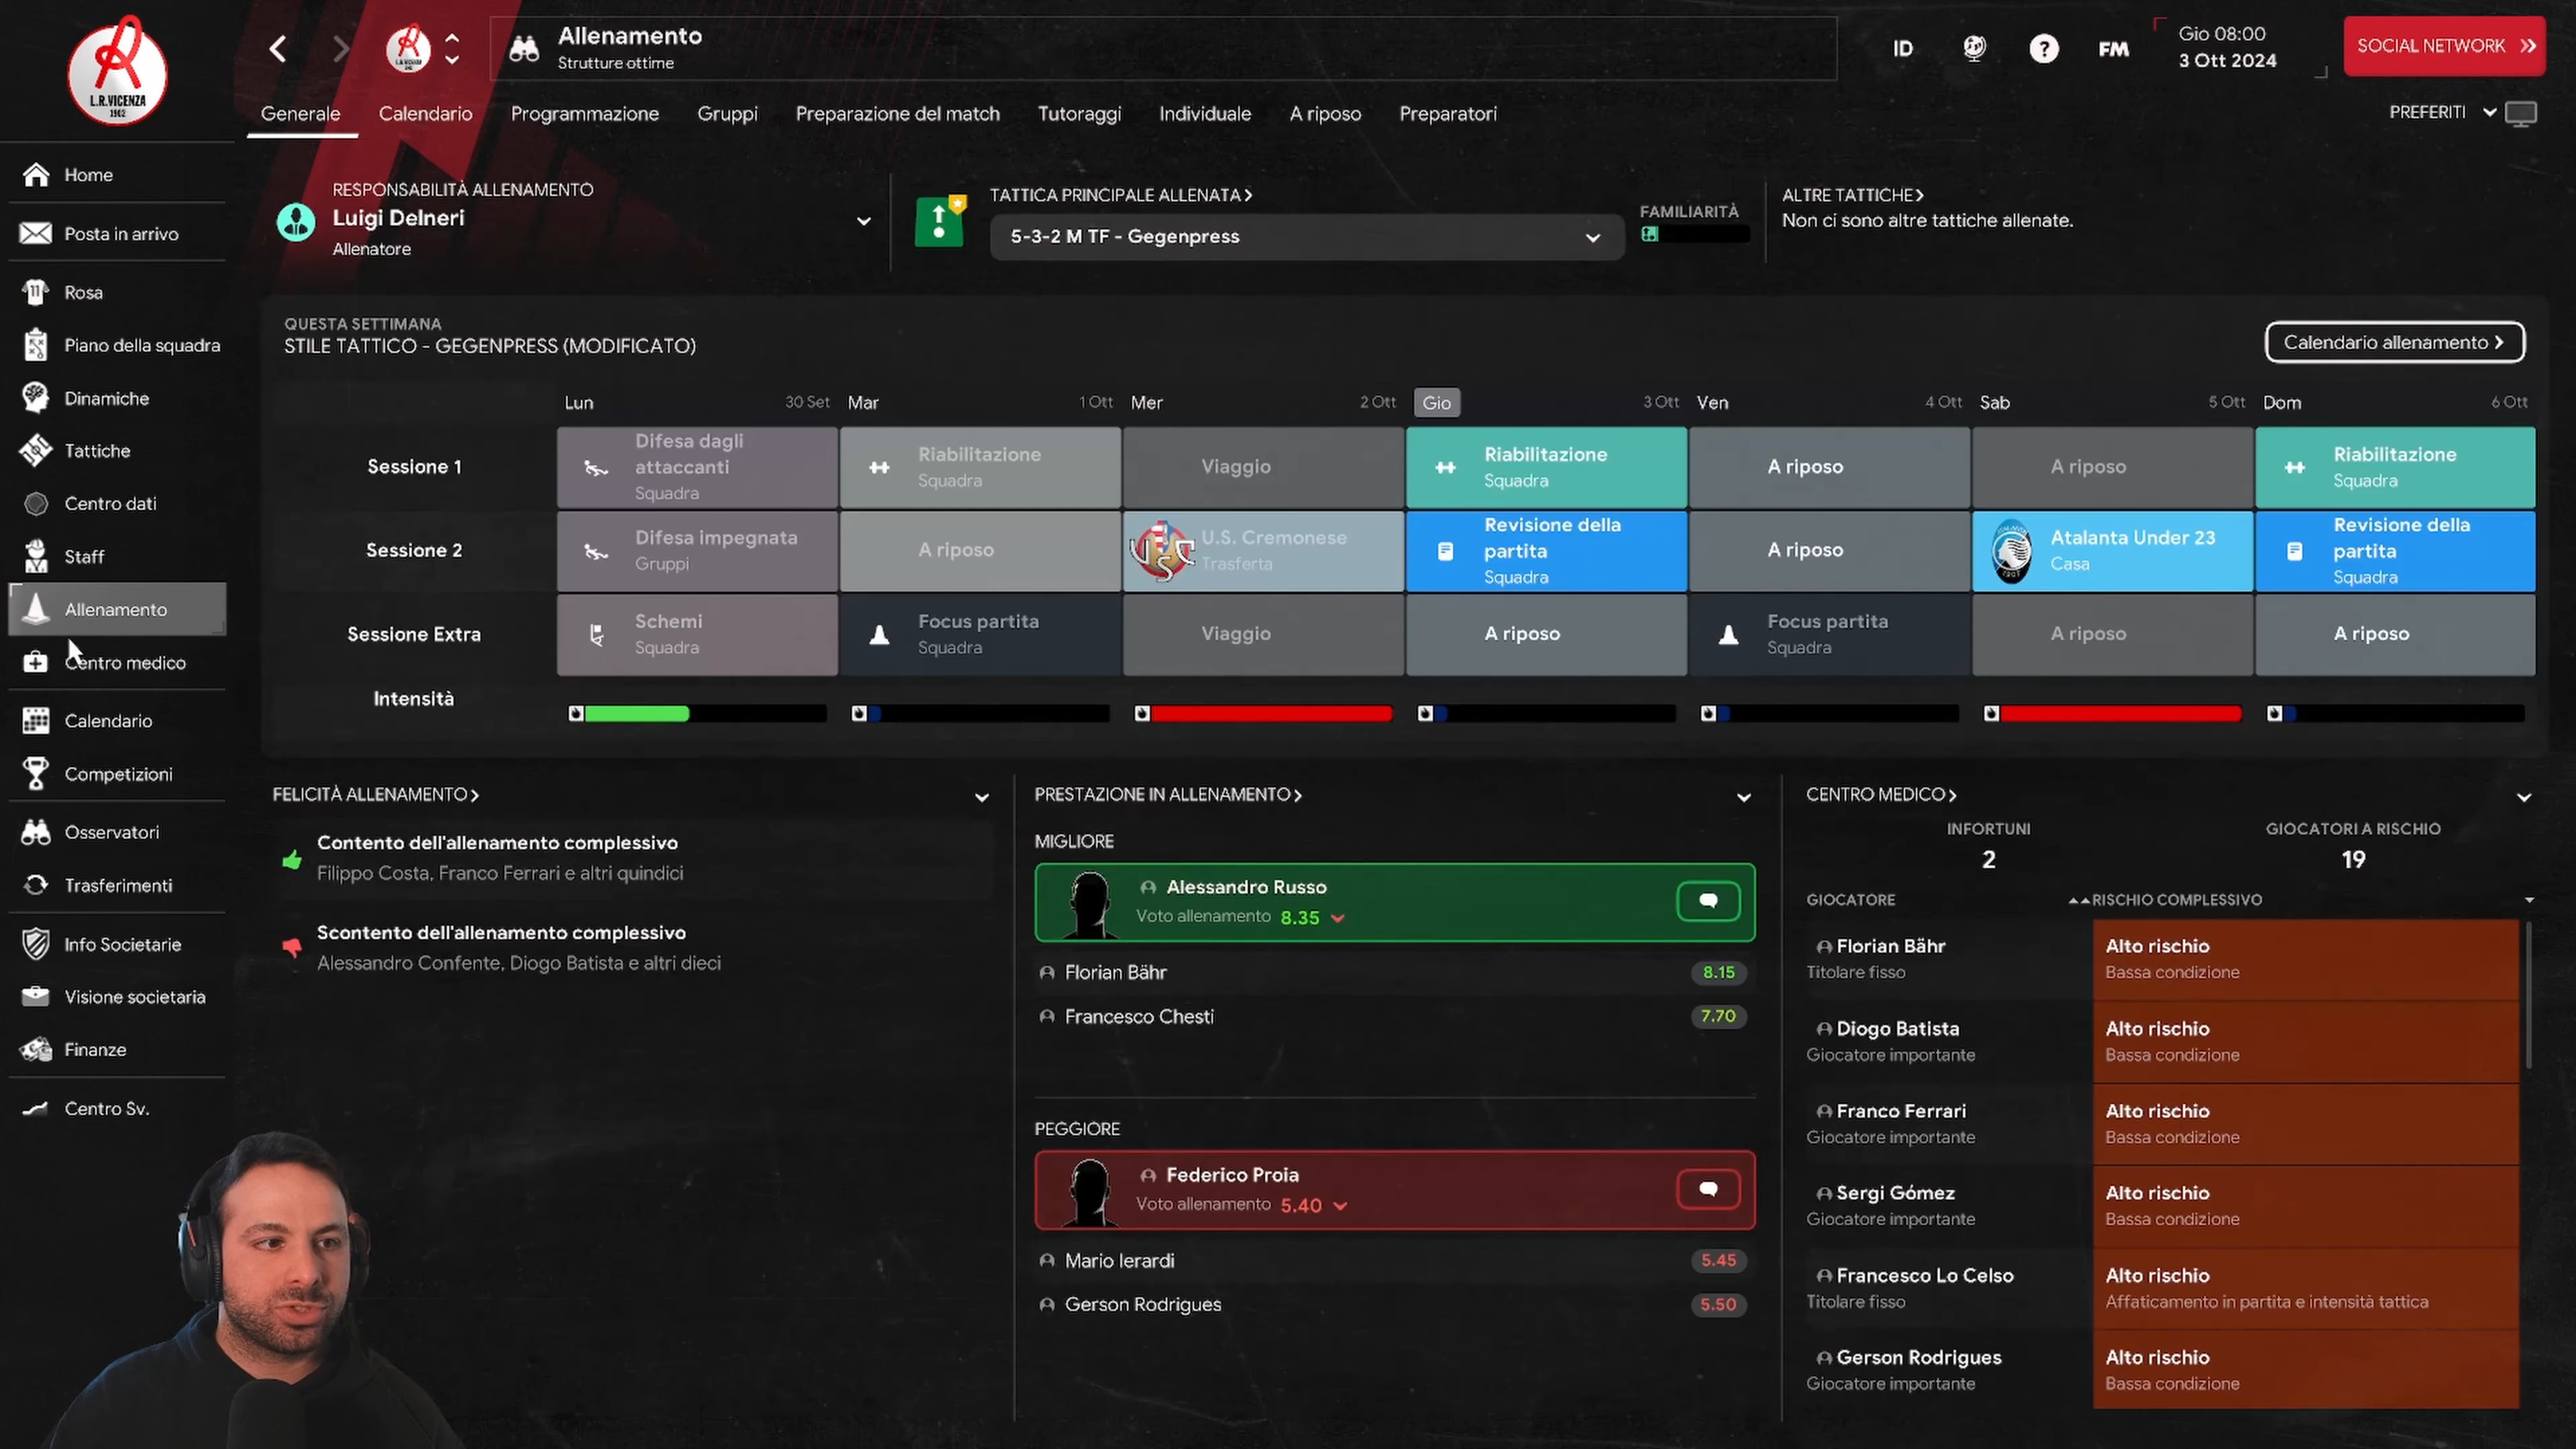 L.R.VICENZA
1902
Allenamento
Strutture ottime
ID
FM
Gio 08:00
3 Ott 2024
SOCIAL NETWORK
Generale
Calendario
Programmazione
Gruppi
Preparazione del match
Tutoraggi
Individuale
A riposo
Preparatori
PREFERITI
Home
Posta in arrivo
Rosa
Piano della squadra
Dinamiche
Tattiche
Centro dati
Staff
Allenamento
Centro medico
Calendario
Competizioni
Osservatori
Trasferimenti
Info Societarie
Visione societaria
Finanze
Centro Sv.
RESPONSABILITÀ ALLENAMENTO
Luigi Delneri
Allenatore
TATTICA PRINCIPALE ALLENATA
5-3-2 M TF - Gegenpress
FAMILIARITÀ
ALTRE TATTICHE
Non ci sono altre tattiche allenate.
QUESTA SETTIMANA
STILE TATTICO - GEGENPRESS (MODIFICATO)
Calendario allenamento
Lun 30 Set Mar 1 Ott Mer 2 Ott Gio 3 Ott Ven 4 Ott Sab 5 Ott Dom 6 Ott
Sessione 1
Difesa dagli attaccanti
Squadra
Riabilitazione
Squadra
Viaggio
Riabilitazione
Squadra
A riposo
A riposo
Riabilitazione
Squadra
Sessione 2
Difesa impegnata
Gruppi
A riposo
U.S. Cremonese
Trasferta
Revisione della partita
Squadra
A riposo
Atalanta Under 23
Casa
Revisione della partita
Squadra
Sessione Extra
Schemi
Squadra
Focus partita
Squadra
Viaggio
A riposo
Focus partita
Squadra
A riposo
A riposo
Intensità
FELICITÀ ALLENAMENTO
Contento dell'allenamento complessivo
Filippo Costa, Franco Ferrari e altri quindici
Scontento dell'allenamento complessivo
Alessandro Confente, Diogo Batista e altri dieci
PRESTAZIONE IN ALLENAMENTO
MIGLIORE
Alessandro Russo
Voto allenamento 8.35
Florian Bähr 8.15
Francesco Chesti 7.70
PEGGIORE
Federico Proia
Voto allenamento 5.40
Mario Ierardi 5.45
Gerson Rodrigues 5.50
CENTRO MEDICO
INFORTUNI
2
GIOCATORI A RISCHIO
19
GIOCATORE RISCHIO COMPLESSIVO
Florian Bähr Alto rischio
Titolare fisso Bassa condizione
Diogo Batista Alto rischio
Giocatore importante Bassa condizione
Franco Ferrari Alto rischio
Giocatore importante Bassa condizione
Sergi Gómez Alto rischio
Giocatore importante Bassa condizione
Francesco Lo Celso Alto rischio
Titolare fisso Affaticamento in partita e intensità tattica
Gerson Rodrigues Alto rischio
Giocatore importante Bassa condizione